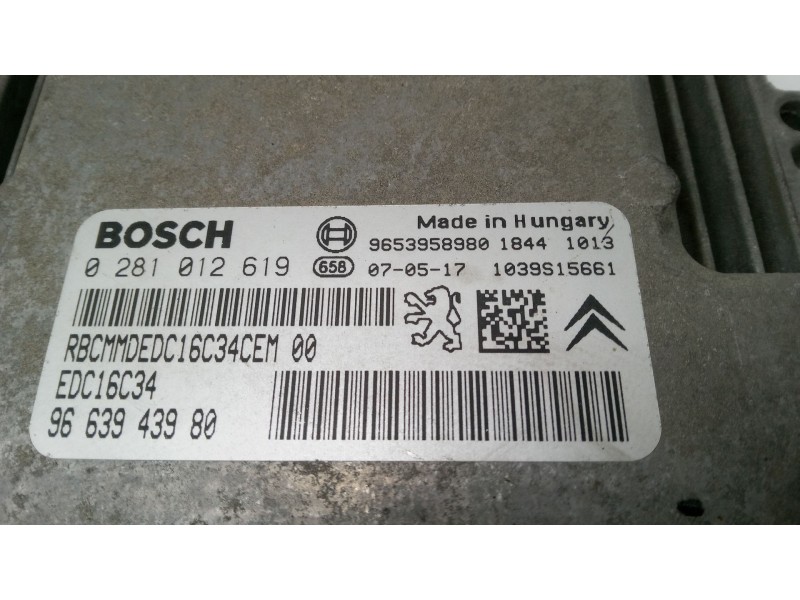 BOSCH
Made in Hungary
9653958980 1844 1013
0 281 012 619
658
07-05-17 1039S15661
RBCMMDEDC16C34CEM 00
EDC16C34
96 639 439 80